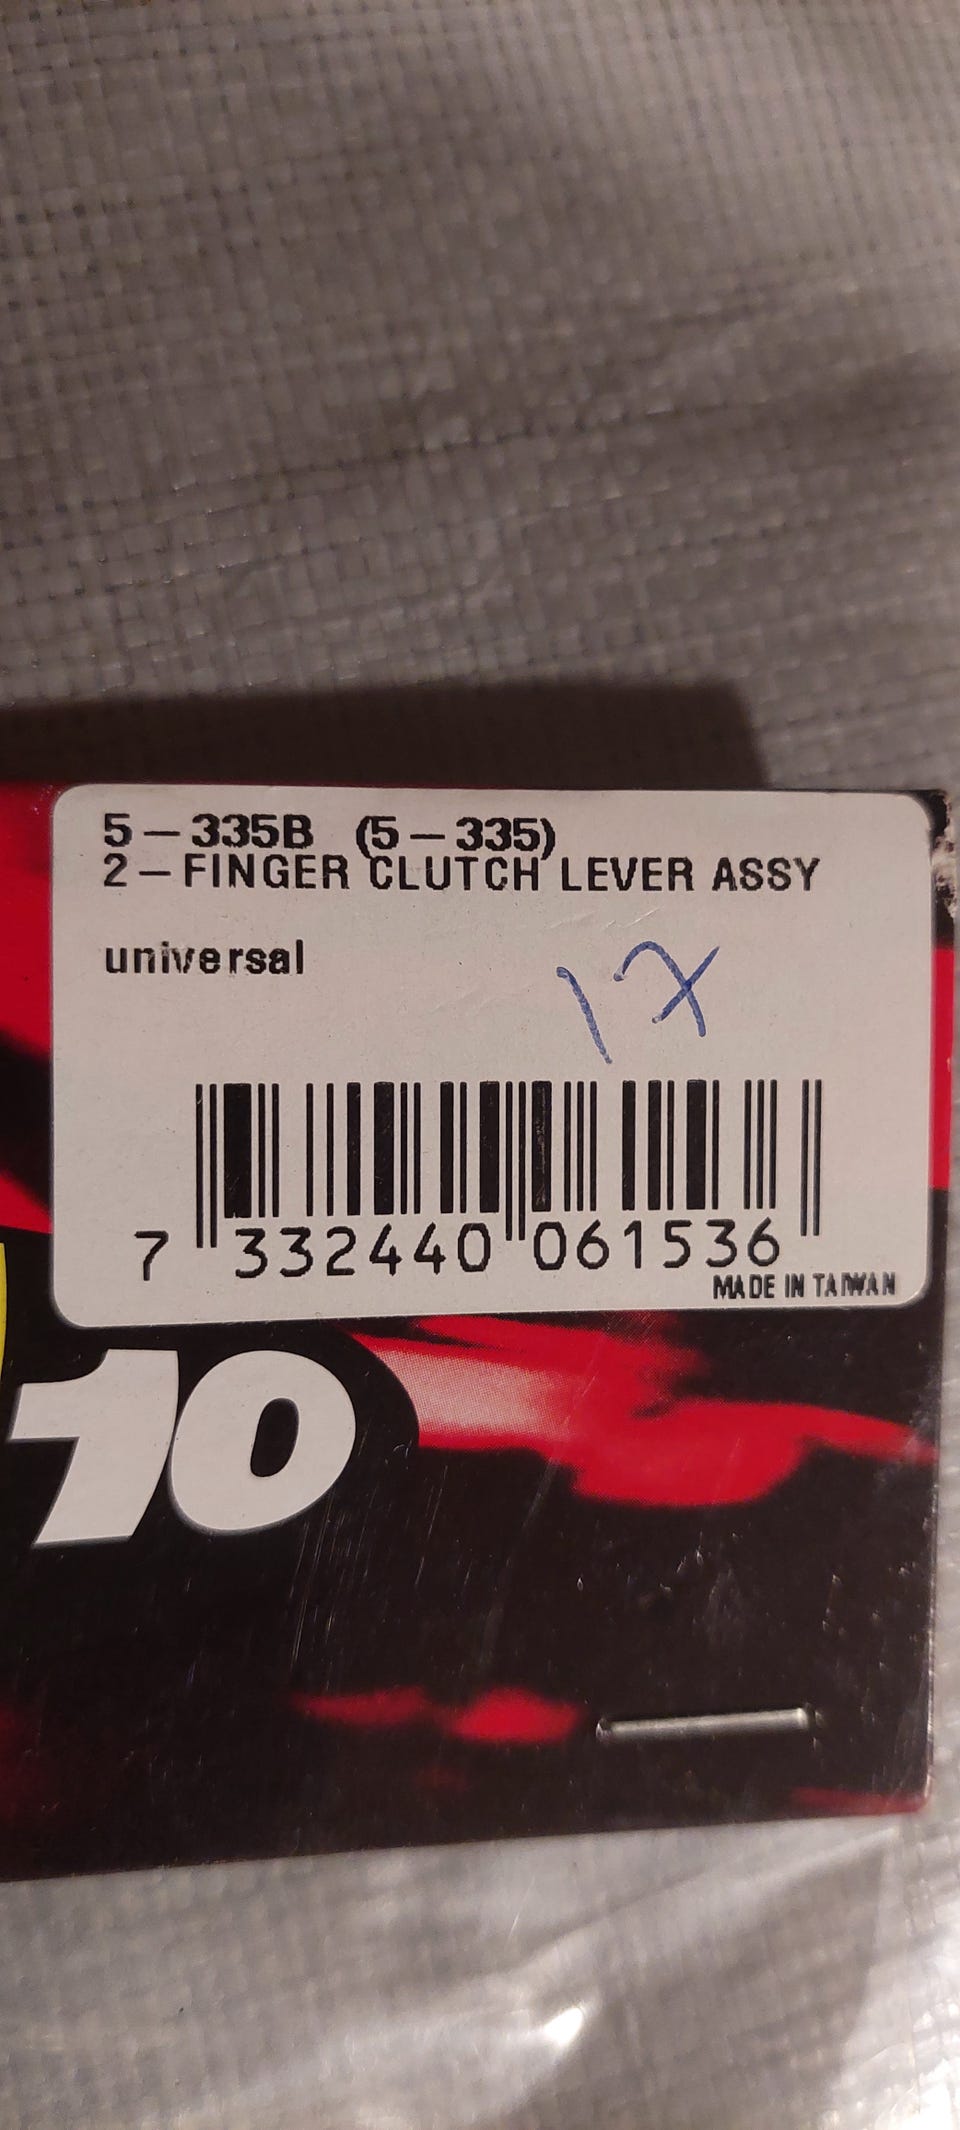 5-335B (5-335)
2-FINGER CLUTCH LEVER ASSY
universal
17
7 332440 061536
MADE IN TAIWAN
10